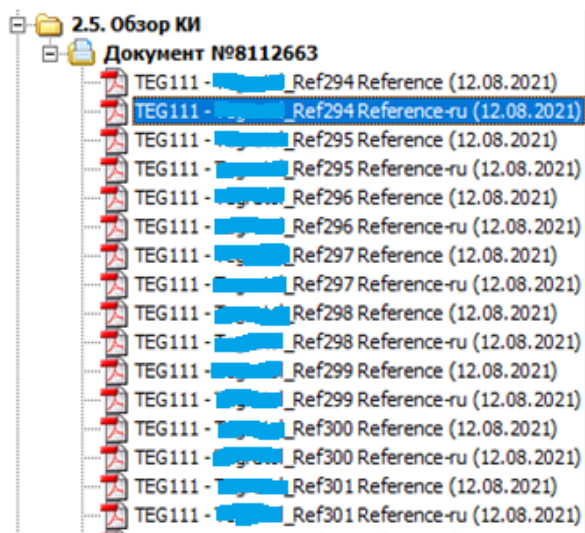 2.5. Обзор КИ
Документ №8112663
TEG111 - _Ref294 Reference (12.08.2021)
TEG111 - _Ref294 Reference-ru (12.08.2021)
TEG111 - _Ref295 Reference (12.08.2021)
TEG111 - _Ref295 Reference-ru (12.08.2021)
TEG111 - _Ref296 Reference (12.08.2021)
TEG111 - _Ref296 Reference-ru (12.08.2021)
TEG111 - _Ref297 Reference (12.08.2021)
TEG111 - _Ref297 Reference-ru (12.08.2021)
TEG111 - _Ref298 Reference (12.08.2021)
TEG111 - _Ref298 Reference-ru (12.08.2021)
TEG111 - _Ref299 Reference (12.08.2021)
TEG111 - _Ref299 Reference-ru (12.08.2021)
TEG111 - _Ref300 Reference (12.08.2021)
TEG111 - _Ref300 Reference-ru (12.08.2021)
TEG111 - _Ref301 Reference (12.08.2021)
TEG111 - _Ref301 Reference-ru (12.08.2021)